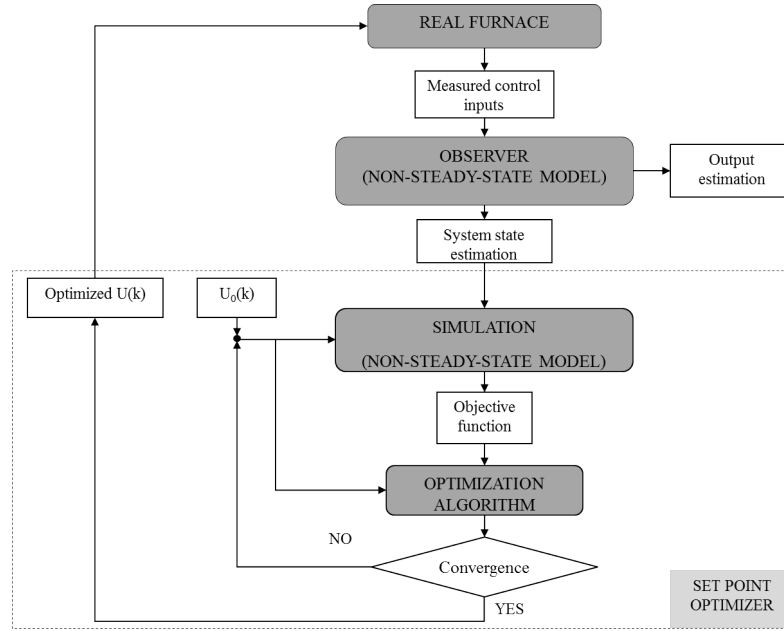 REAL FURNACE
Measured control
inputs
OBSERVER
(NON-STEADY-STATE MODEL)
Output
estimation
System state
estimation
Optimized U(k)
U₀(k)
SIMULATION
(NON-STEADY-STATE MODEL)
Objective
function
OPTIMIZATION
ALGORITHM
NO
Convergence
YES
SET POINT
OPTIMIZER